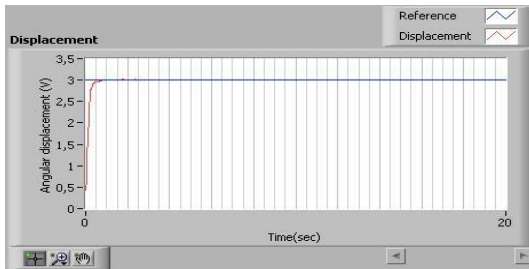 Reference
Displacement
Displacement
3,5
3
2,5
2
1,5
1
0,5
0
Angular displacement (V)
0
20
Time(sec)